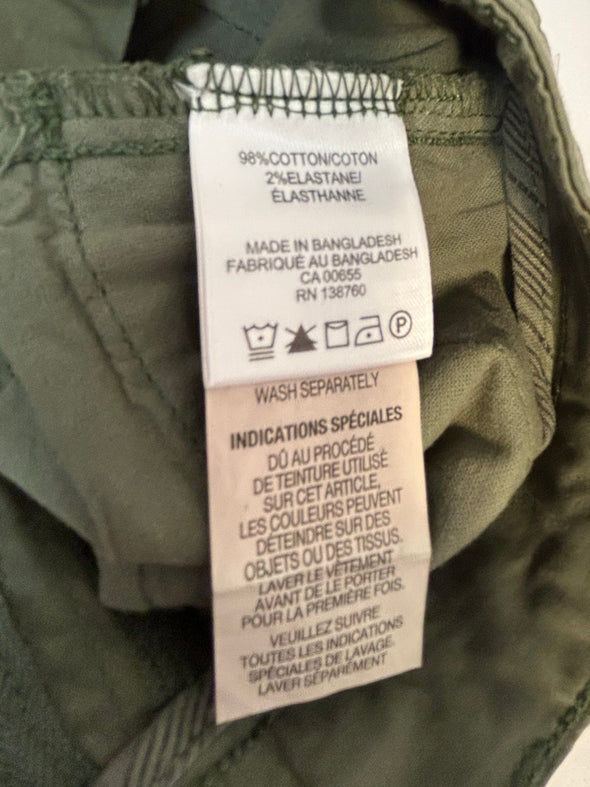 98%COTTON/COTON
2%ELASTANE/
ÉLASTHANNE
MADE IN BANGLADESH
FABRIQUÉ AU BANGLADESH
CA 00655
RN 138760
P
WASH SEPARATELY
INDICATIONS SPÉCIALES
DÛ AU PROCÉDÉ
DE TEINTURE UTILISÉ
SUR CET ARTICLE,
LES COULEURS PEUVENT
DÉTEINDRE SUR DES
OBJETS OU DES TISSUS.
LAVER LE VÊTEMENT
AVANT DE LE PORTER
POUR LA PREMIÈRE FOIS.
VEUILLEZ SUIVRE
TOUTES LES INDICATIONS
SPÉCIALES DE LAVAGE.
LAVER SÉPARÉMENT